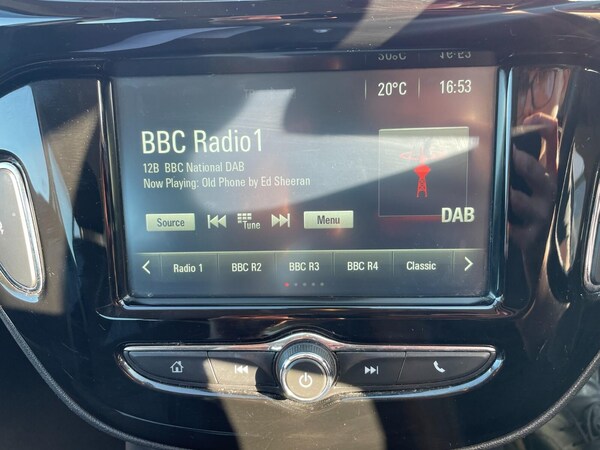 20°C 16:53
BBC Radio1
12B BBC National DAB
Now Playing: Old Phone by Ed Sheeran
DAB
Source Tune Menu
Radio 1 BBC R2 BBC R3 BBC R4 Classic